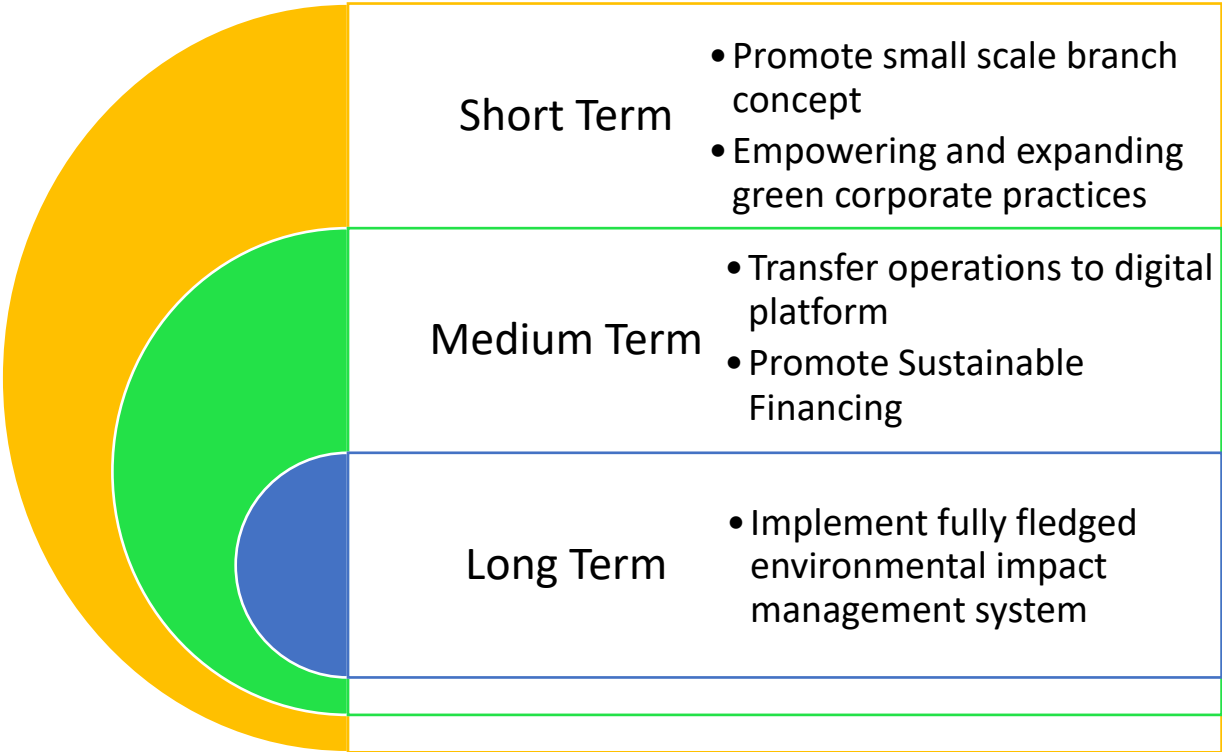 Short Term
• Promote small scale branch
concept
• Empowering and expanding
green corporate practices
Medium Term
• Transfer operations to digital
platform
• Promote Sustainable
Financing
Long Term
• Implement fully fledged
environmental impact
management system